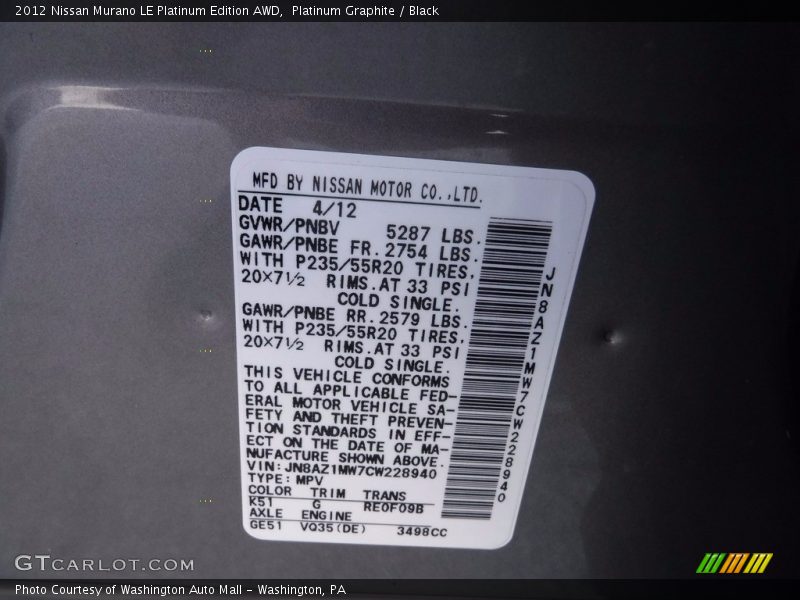 2012 Nissan Murano LE Platinum Edition AWD,  Platinum Graphite / Black
MFD BY NISSAN MOTOR CO.,LTD.
DATE 4/12
GVWR/PNBV 5287 LBS.
GAWR/PNBE FR. 2754 LBS.
WITH P235/55R20 TIRES.
20×7½ RIMS. AT 33 PSI
COLD SINGLE.
GAWR/PNBE RR. 2579 LBS.
WITH P235/55R20 TIRES,
20×7½ RIMS. AT 33 PSI
COLD SINGLE.
THIS VEHICLE CONFORMS
TO ALL APPLICABLE FED-
ERAL MOTOR VEHICLE SA-
FETY AND THEFT PREVEN-
TION STANDARDS IN EFF-
ECT ON THE DATE OF MA-
NUFACTURE SHOWN ABOVE.
VIN: JN8AZ1MW7CW228940
TYPE: MPV
COLOR TRIM TRANS
K51 G RE0F09B
AXLE ENGINE
GE51 VQ35(DE) 3498CC
JN8AZ1MW7CW228940
GTCARLOT.COM
Photo Courtesy of Washington Auto Mall – Washington, PA